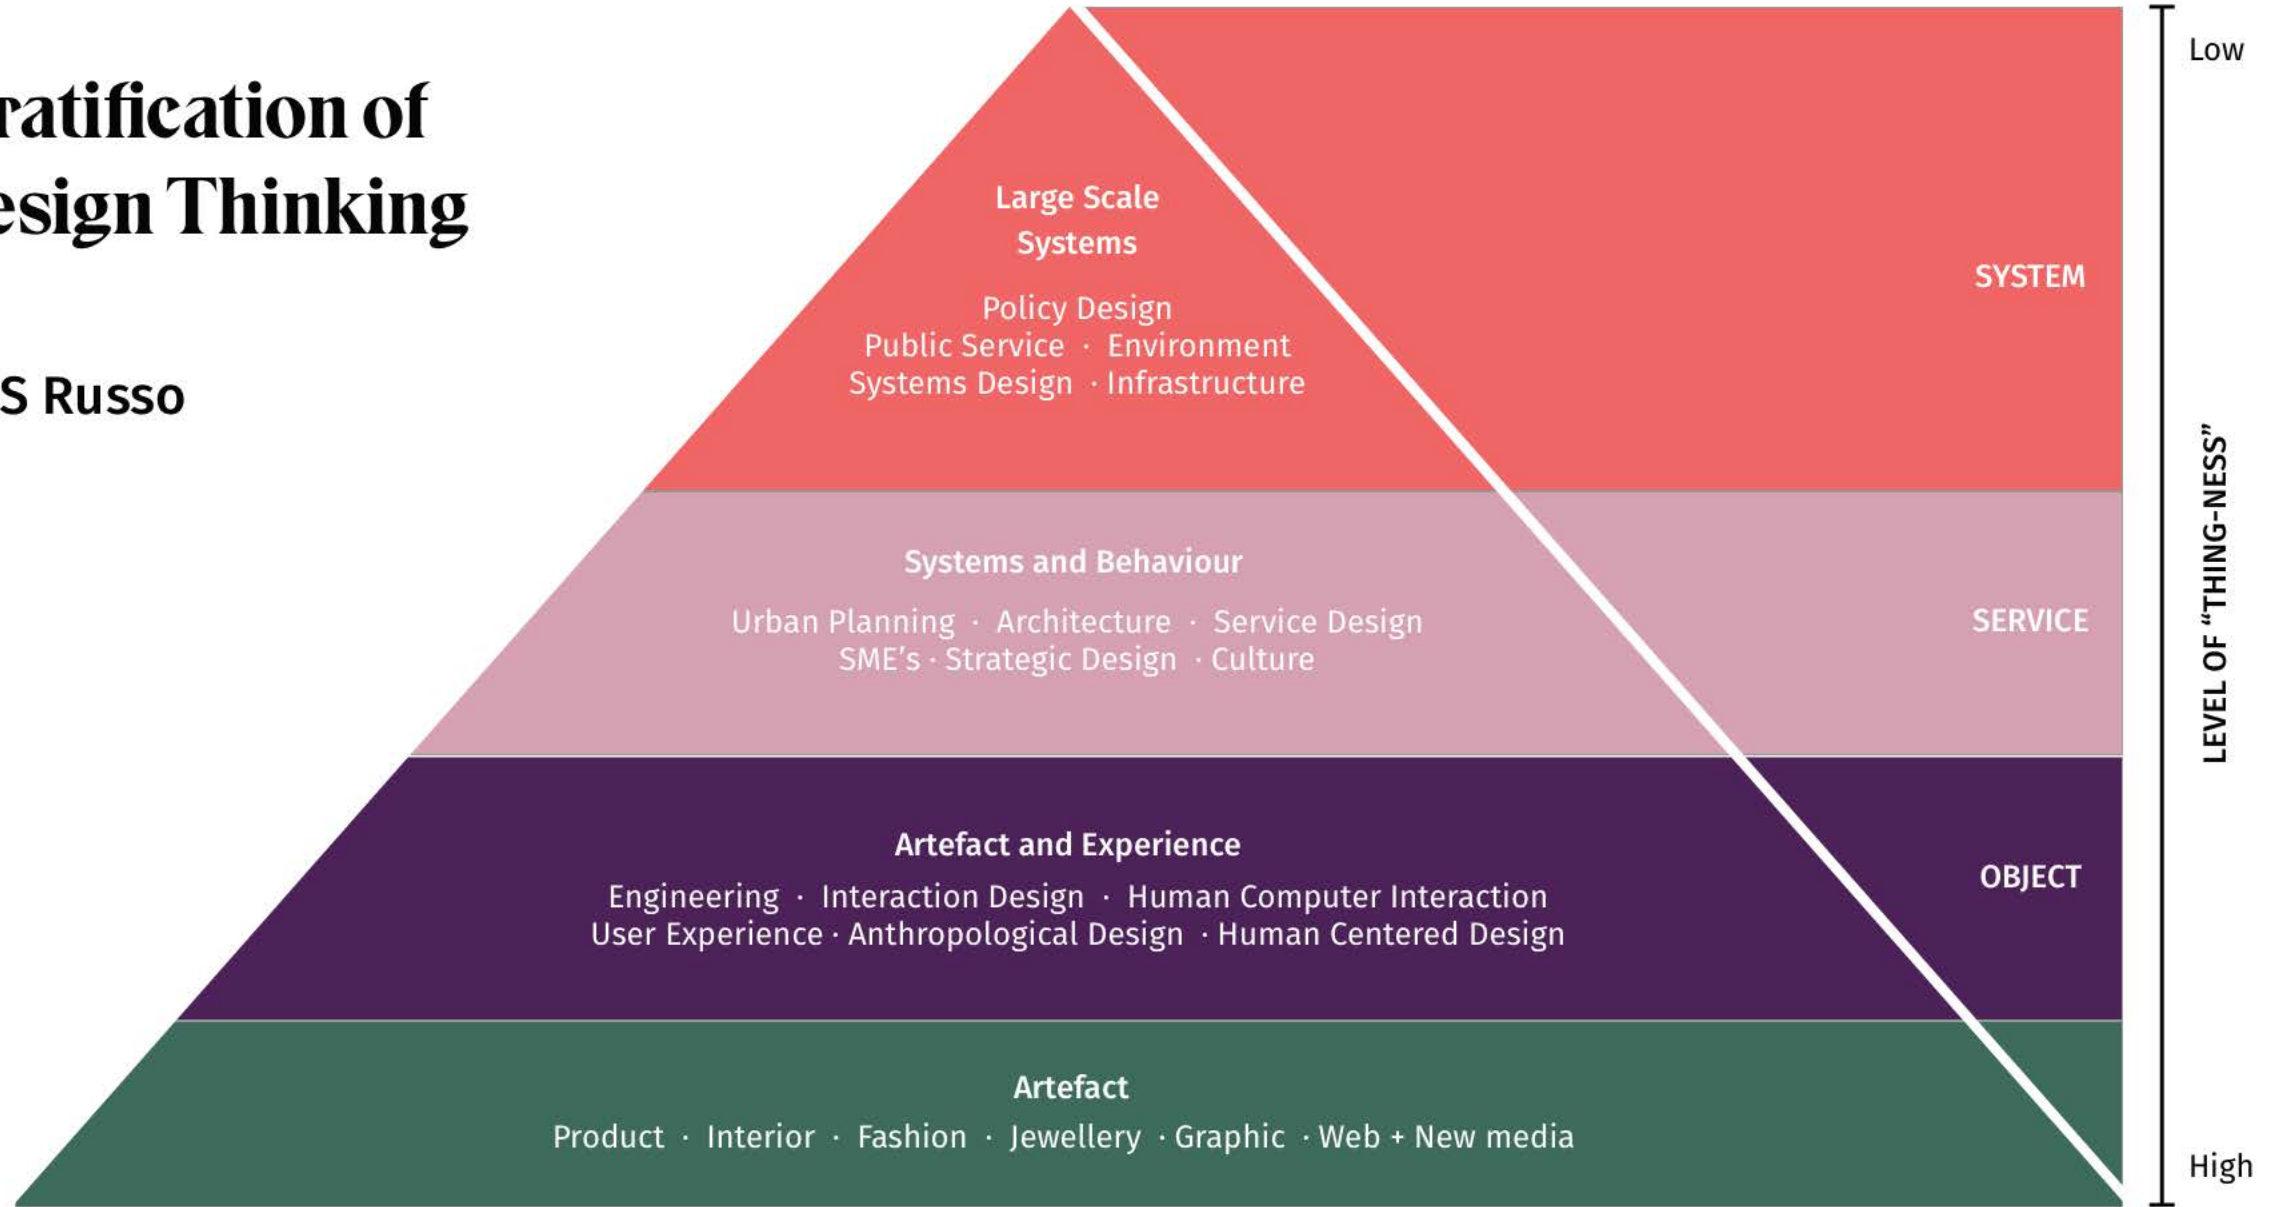 ratification of
esign Thinking
S Russo
Large Scale
Systems
Policy Design
Public Service · Environment
Systems Design · Infrastructure
SYSTEM
Systems and Behaviour
Urban Planning · Architecture · Service Design
SME’s · Strategic Design · Culture
SERVICE
Artefact and Experience
Engineering · Interaction Design · Human Computer Interaction
User Experience · Anthropological Design · Human Centered Design
OBJECT
Artefact
Product · Interior · Fashion · Jewellery · Graphic · Web + New media
Low
LEVEL OF “THING-NESS”
High